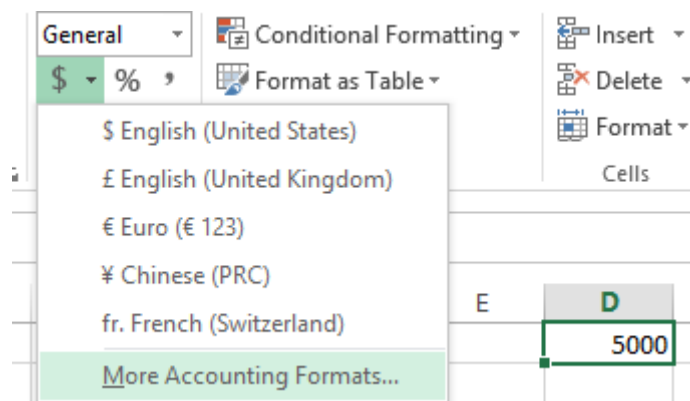 General
Conditional Formatting
Insert
$ % ,
Format as Table
Delete
Format
Cells
$ English (United States)
£ English (United Kingdom)
€ Euro (€ 123)
¥ Chinese (PRC)
fr. French (Switzerland)
More Accounting Formats...
E D
5000